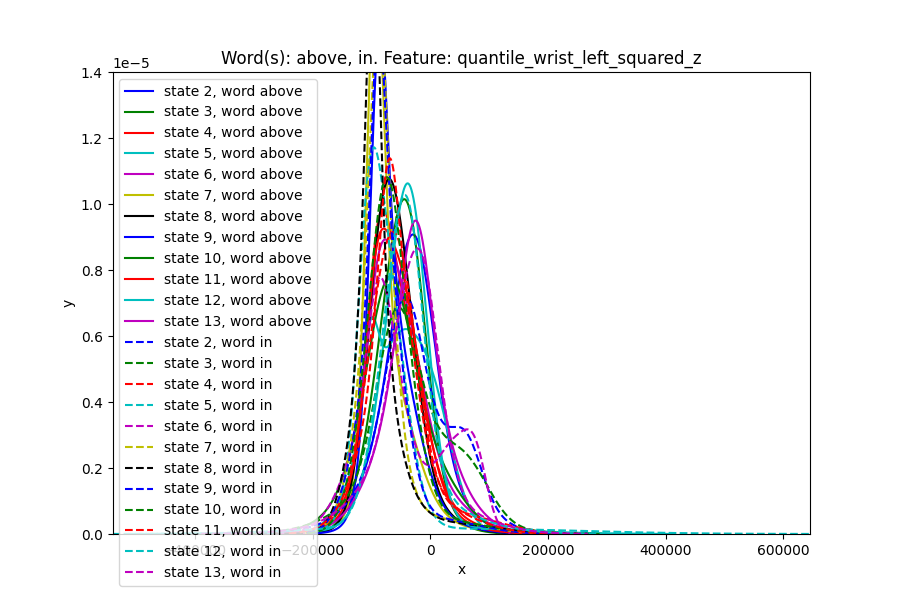 Word(s): above, in. Feature: quantile_wrist_left_squared_z
1e−5
1.4
1.2
1.0
0.8
0.6
0.4
0.2
0.0
y
state 2, word above
state 3, word above
state 4, word above
state 5, word above
state 6, word above
state 7, word above
state 8, word above
state 9, word above
state 10, word above
state 11, word above
state 12, word above
state 13, word above
state 2, word in
state 3, word in
state 4, word in
state 5, word in
state 6, word in
state 7, word in
state 8, word in
state 9, word in
state 10, word in
state 11, word in
state 12, word in
state 13, word in
−200000 0 200000 400000 600000
x